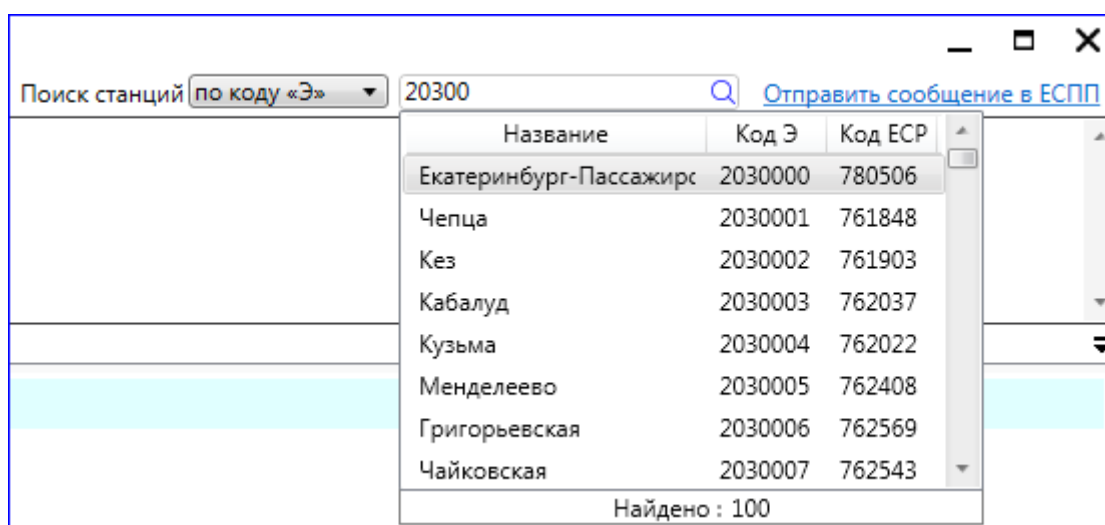 Поиск станций по коду «Э» 20300 Отправить сообщение в ЕСПП
Название Код Э Код ЕСР
Екатеринбург-Пассажирс 2030000 780506
Чепца 2030001 761848
Кез 2030002 761903
Кабалуд 2030003 762037
Кузьма 2030004 762022
Менделеево 2030005 762408
Григорьевская 2030006 762569
Чайковская 2030007 762543
Найдено : 100